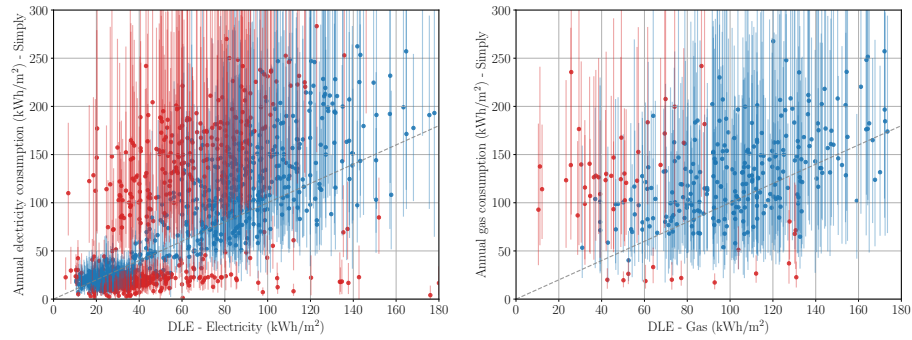 300
250
200
150
100
50
0
Annual electricity consumption (kWh/m²) - Simply
0 20 40 60 80 100 120 140 160 180
DLE - Electricity (kWh/m²)
300
250
200
150
100
50
0
Annual gas consumption (kWh/m²) - Simply
0 20 40 60 80 100 120 140 160 180
DLE - Gas (kWh/m²)